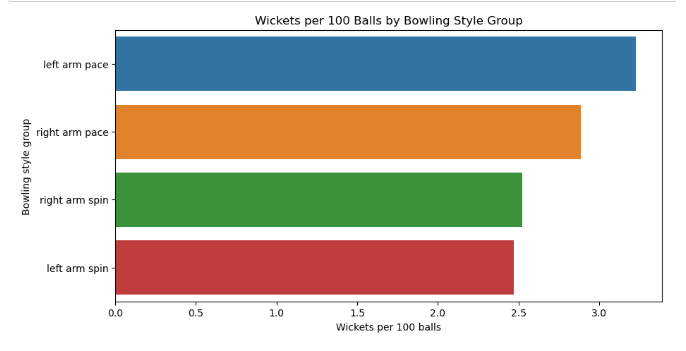 Wickets per 100 Balls by Bowling Style Group
Bowling style group
left arm pace
right arm pace
right arm spin
left arm spin
0.0 0.5 1.0 1.5 2.0 2.5 3.0
Wickets per 100 balls